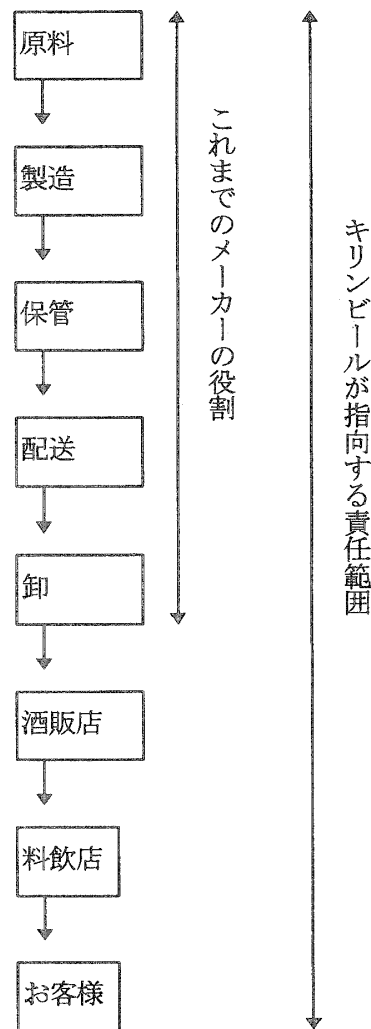 原料
製造
保管
配送
卸
酒販店
料飲店
お客様
これまでのメーカーの役割
キリンビールが指向する責任範囲